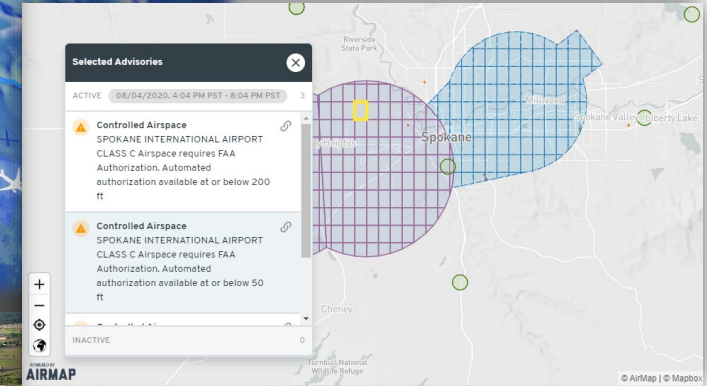 Riverside
State Park
Selected Advisories
ACTIVE 08/04/2020, 4:04 PM PST - 8:04 PM PST 3
Controlled Airspace
SPOKANE INTERNATIONAL AIRPORT
CLASS C Airspace requires FAA
Authorization. Automated
authorization available at or below 200
ft
Controlled Airspace
SPOKANE INTERNATIONAL AIRPORT
CLASS C Airspace requires FAA
Authorization. Automated
authorization available at or below 50
ft
INACTIVE 0
Millwood
Spokane Valley
Liberty Lake
Heights
Spokane
Cheney
Turnbull National
Wildlife Refuge
+
−
POWERED BY
AIRMAP
© AirMap | © Mapbox